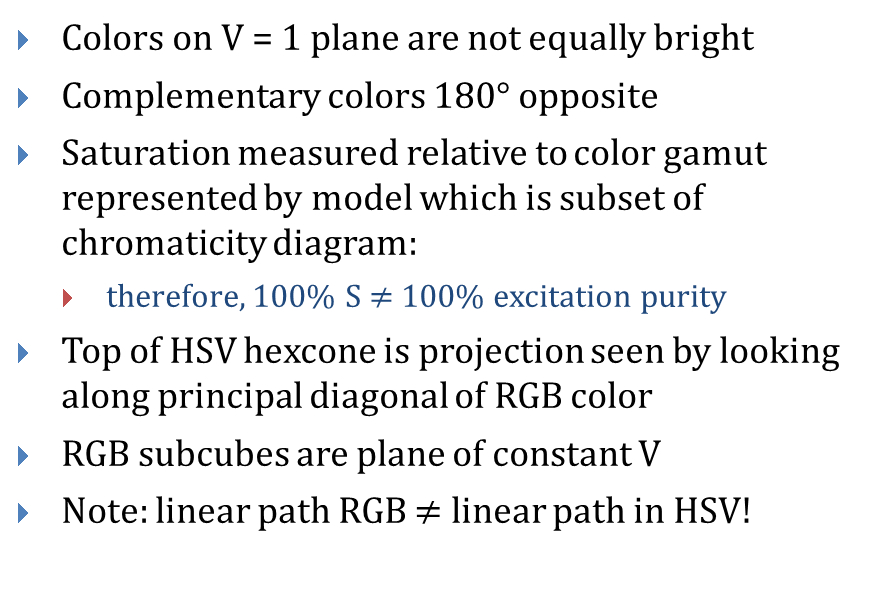 Colors on V = 1 plane are not equally bright
Complementary colors 180° opposite
Saturation measured relative to color gamut
represented by model which is subset of
chromaticity diagram:
therefore, 100% S ≠ 100% excitation purity
Top of HSV hexcone is projection seen by looking
along principal diagonal of RGB color
RGB subcubes are plane of constant V
Note: linear path RGB ≠ linear path in HSV!